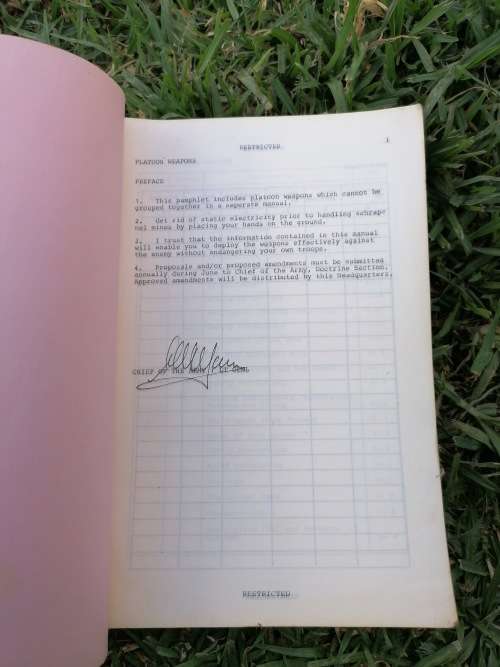 RESTRICTED
1
PLATOON WEAPONS
PREFACE
1. This pamphlet includes platoon weapons which cannot be
grouped together in a seperate manual.
2. Get rid of static electricity prior to handling schrap-
nel mines by placing your hands on the ground.
3. I trust that the information contained in this manual
will enable you to deploy the weapons effectively against
the enemy without endangering your own troops.
4. Proposals and/or proposed amendments must be submitted
annually during June to Chief of the Army, Doctrine Section.
Approved amendments will be distributed by this Headquarters.
CHIEF OF THE ARMY: LT GENL
RESTRICTED